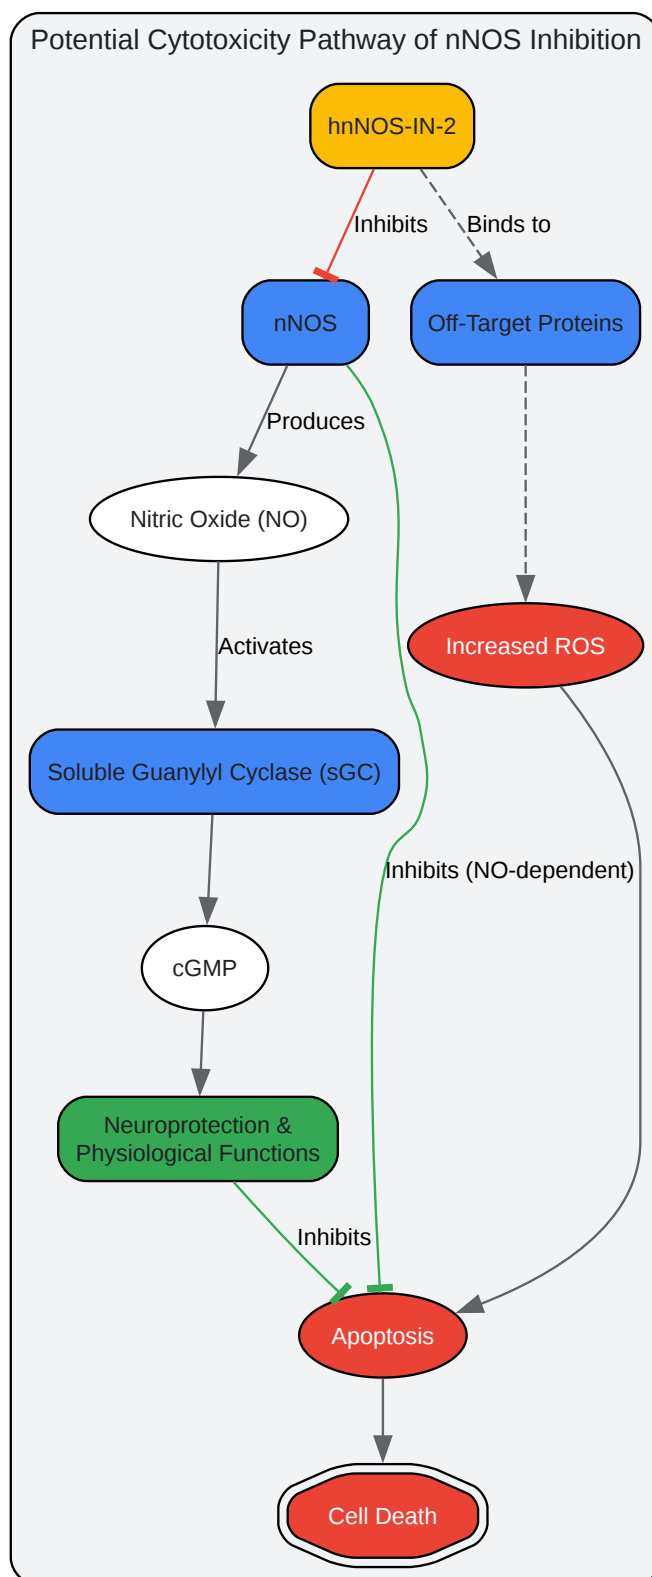 Potential Cytotoxicity Pathway of nNOS Inhibition
hnNOS-IN-2
Inhibits
Binds to
nNOS
Off-Target Proteins
Produces
Nitric Oxide (NO)
Activates
Increased ROS
Soluble Guanylyl Cyclase (sGC)
Inhibits (NO-dependent)
cGMP
Neuroprotection &
Physiological Functions
Inhibits
Apoptosis
Cell Death